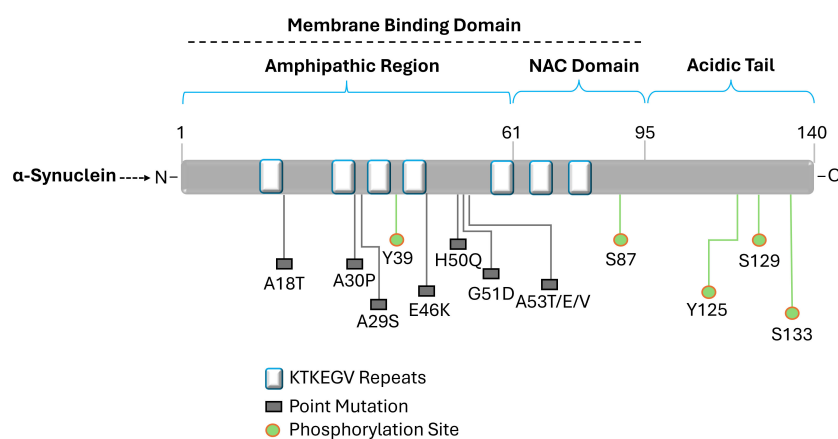 Membrane Binding Domain
Amphipathic Region
NAC Domain
Acidic Tail
1
61
95
140
α-Synuclein
N
C
Y39
H50Q
S87
S129
A18T
A30P
G51D
A53T/E/V
A29S
E46K
Y125
S133
KTKEGV Repeats
Point Mutation
Phosphorylation Site